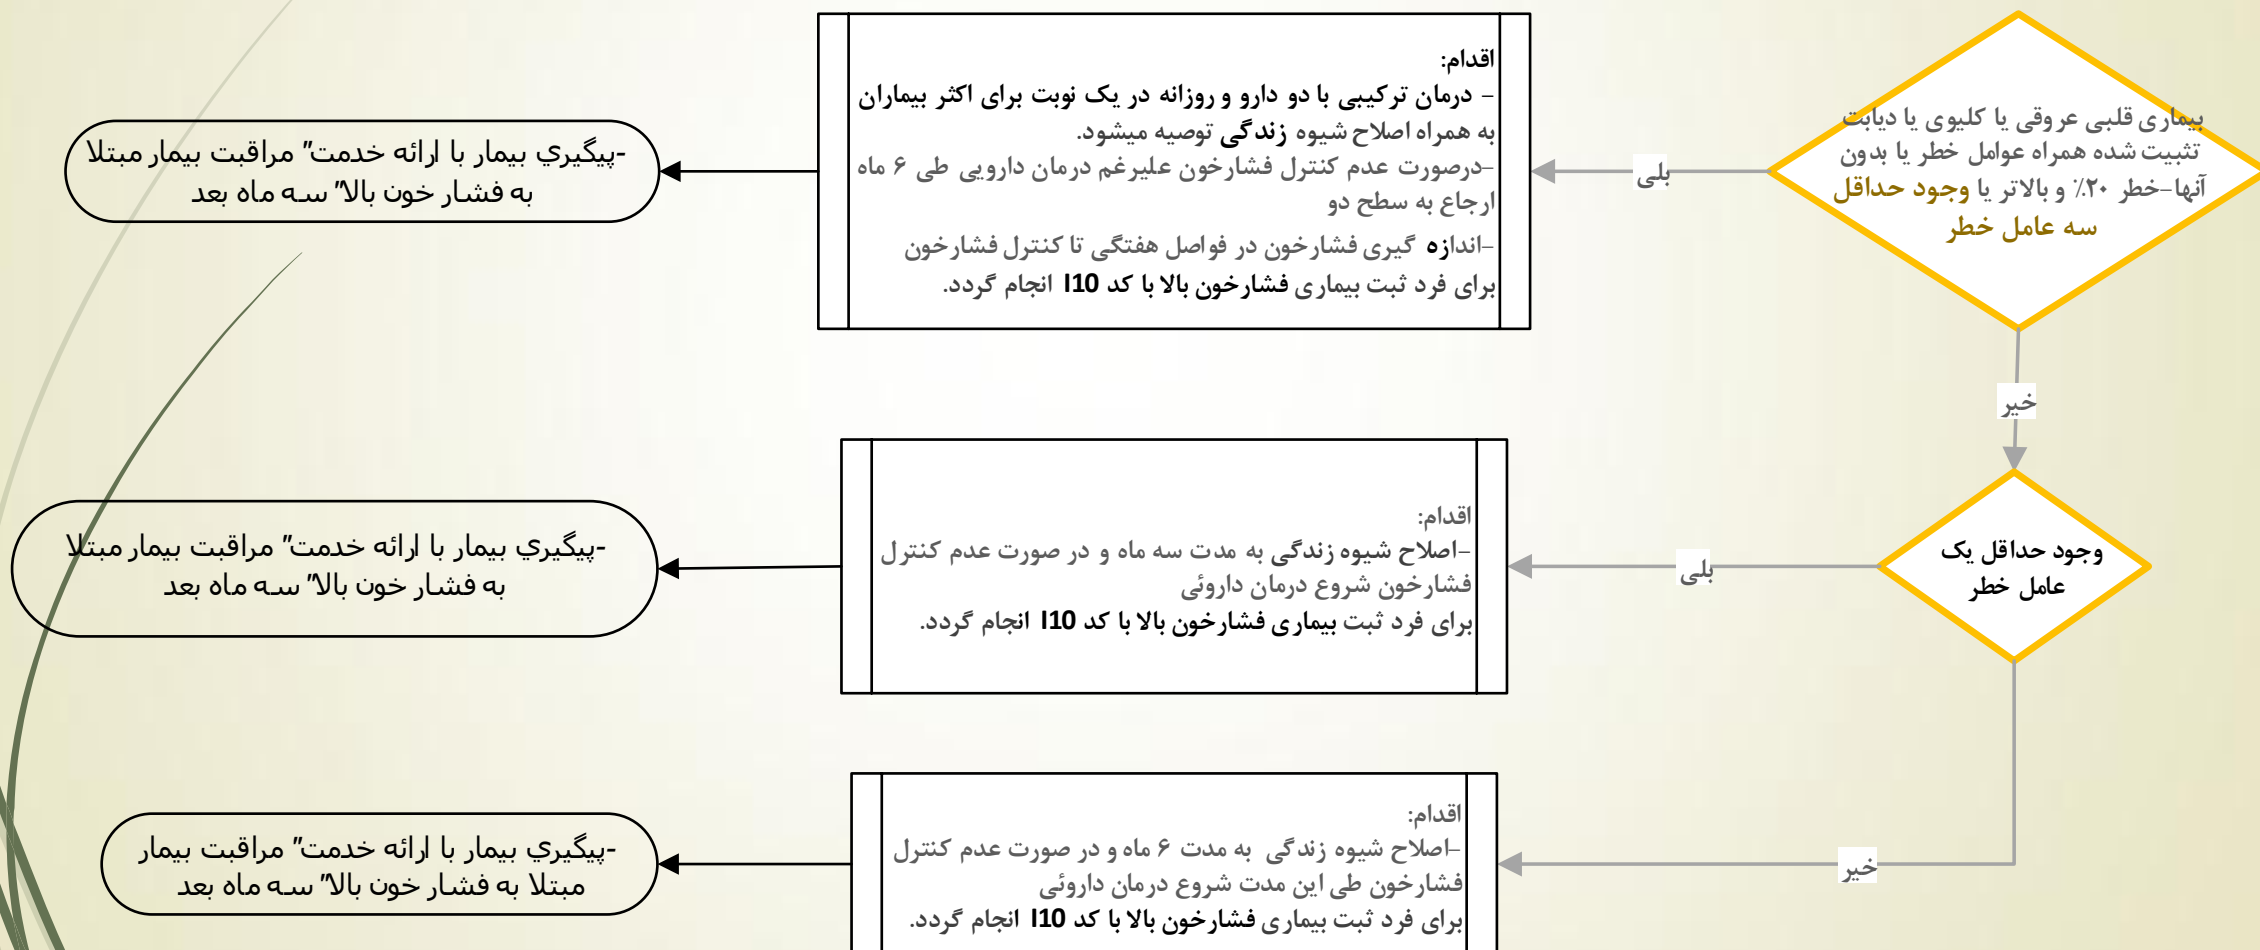 بیماری قلبی عروقی یا کلیوی یا دیابت
تثبیت شده همراه عوامل خطر یا بدون
آنها-خطر ۲۰٪ و بالاتر یا وجود حداقل
سه عامل خطر
بلی
اقدام:
- درمان ترکیبی با دو دارو و روزانه در یک نوبت برای اکثر بیماران
به همراه اصلاح شیوه زندگی توصیه میشود.
-درصورت عدم کنترل فشارخون علیرغم درمان دارویی طی ۶ ماه
ارجاع به سطح دو
-اندازه گیری فشارخون در فواصل هفتگی تا کنترل فشارخون
برای فرد ثبت بیماری فشارخون بالا با کد I10 انجام گردد.
-پیگیري بیمار با ارائه خدمت" مراقبت بیمار مبتلا
به فشار خون بالا" سه ماه بعد
خیر
وجود حداقل یک
عامل خطر
بلی
اقدام:
-اصلاح شیوه زندگی به مدت سه ماه و در صورت عدم کنترل
فشارخون شروع درمان داروئی
برای فرد ثبت بیماری فشارخون بالا با کد I10 انجام گردد.
-پیگیري بیمار با ارائه خدمت" مراقبت بیمار مبتلا
به فشار خون بالا" سه ماه بعد
خیر
اقدام:
-اصلاح شیوه زندگی به مدت ۶ ماه و در صورت عدم کنترل
فشارخون طی این مدت شروع درمان داروئی
برای فرد ثبت بیماری فشارخون بالا با کد I10 انجام گردد.
-پیگیري بیمار با ارائه خدمت" مراقبت بیمار
مبتلا به فشار خون بالا" سه ماه بعد